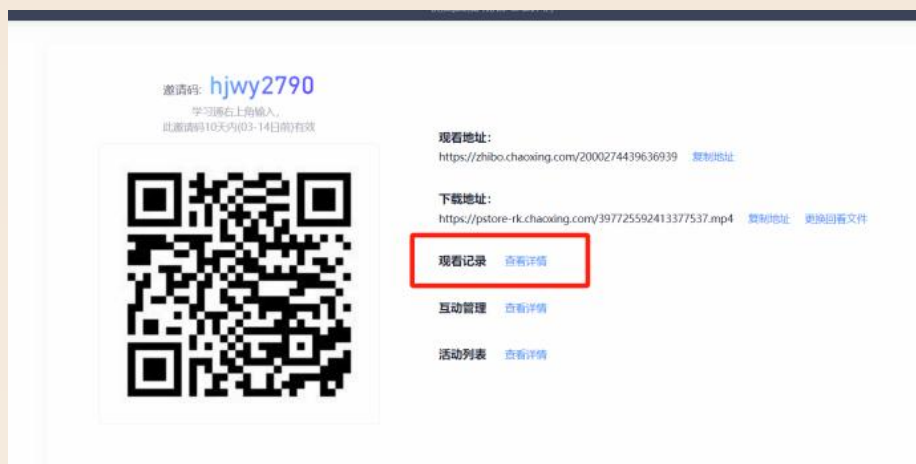 邀请码: hjwy2790
学习通右上角输入,
此邀请码10天内(03-14日前)有效
观看地址:
https://zhibo.chaoxing.com/2000274439636939 复制地址
下载地址:
https://pstore-rk.chaoxing.com/397725592413377537.mp4 复制地址 更换回看文件
观看记录 查看详情
互动管理 查看详情
活动列表 查看详情